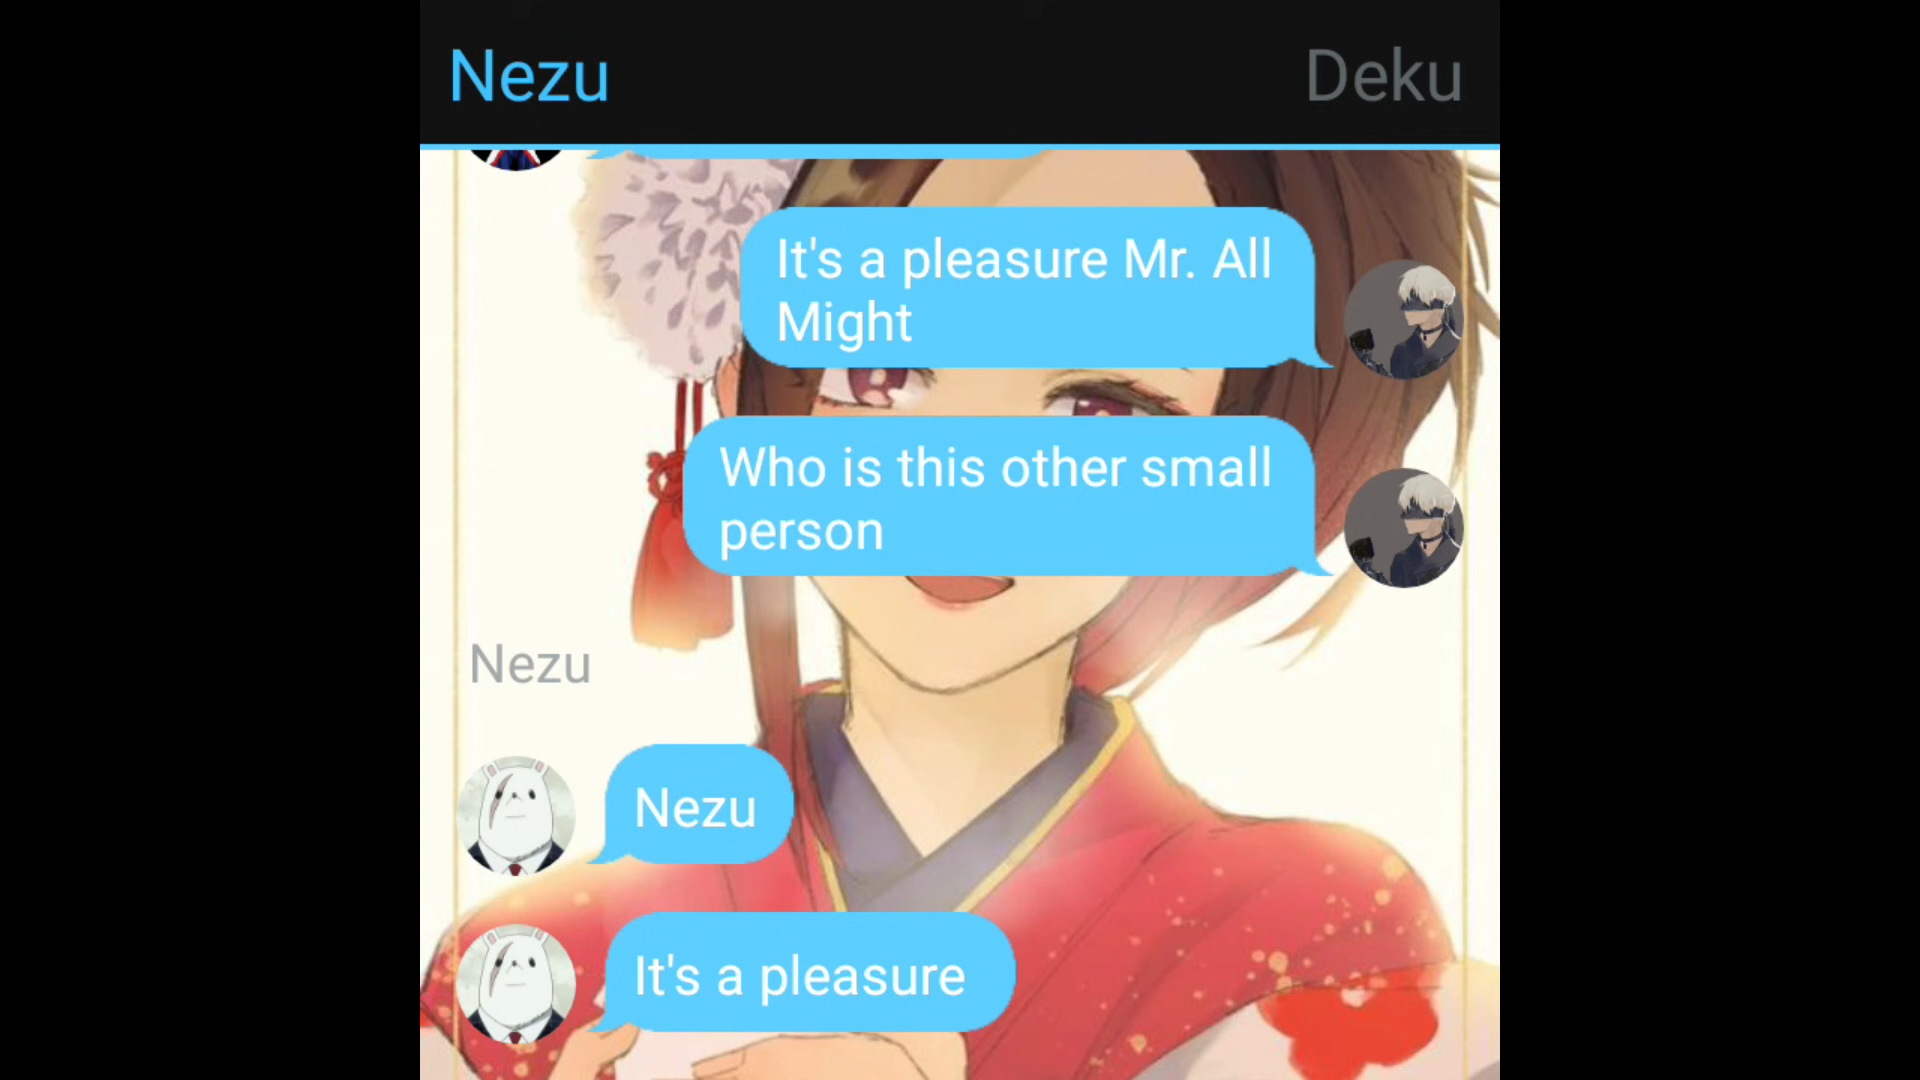 Nezu
Deku
It's a pleasure Mr. All
Might
Who is this other small
person
Nezu
Nezu
It's a pleasure